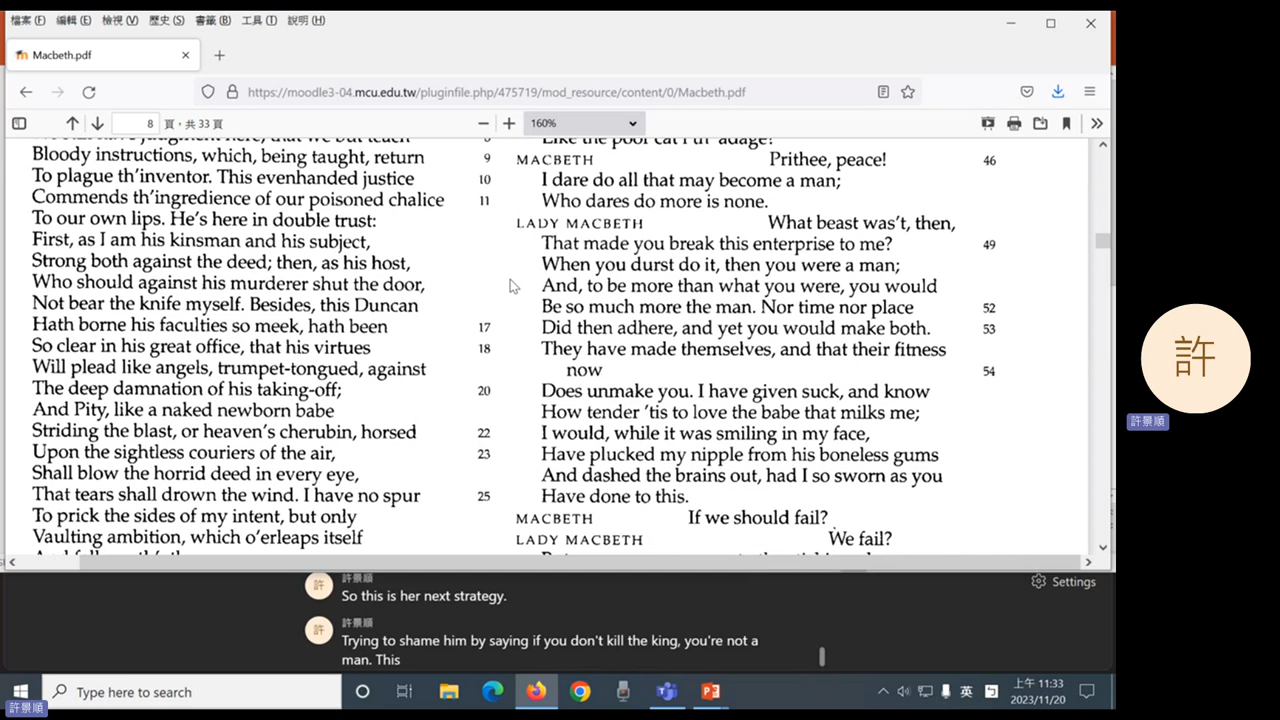 檔案 (F) 編輯 (E) 檢視 (V) 歷史 (S) 書籤 (B) 工具 (T) 說明 (H)
Macbeth.pdf
https://moodle3-04.mcu.edu.tw/pluginfile.php/475719/mod_resource/content/0/Macbeth.pdf
8 頁，共 33 頁
160%
Bloody instructions, which, being taught, return 9
To plague th'inventor. This evenhanded justice 10
Commends th'ingredience of our poisoned chalice 11
To our own lips. He's here in double trust:
First, as I am his kinsman and his subject,
Strong both against the deed; then, as his host,
Who should against his murderer shut the door,
Not bear the knife myself. Besides, this Duncan
Hath borne his faculties so meek, hath been 17
So clear in his great office, that his virtues 18
Will plead like angels, trumpet-tongued, against
The deep damnation of his taking-off; 20
And Pity, like a naked newborn babe
Striding the blast, or heaven's cherubin, horsed 22
Upon the sightless couriers of the air, 23
Shall blow the horrid deed in every eye,
That tears shall drown the wind. I have no spur 25
To prick the sides of my intent, but only
Vaulting ambition, which o'erleaps itself
Like the poor cat i'th' adage?
MACBETH Prithee, peace! 46
I dare do all that may become a man;
Who dares do more is none.
LADY MACBETH What beast was't, then,
That made you break this enterprise to me? 49
When you durst do it, then you were a man;
And, to be more than what you were, you would
Be so much more the man. Nor time nor place 52
Did then adhere, and yet you would make both. 53
They have made themselves, and that their fitness
now 54
Does unmake you. I have given suck, and know
How tender 'tis to love the babe that milks me;
I would, while it was smiling in my face,
Have plucked my nipple from his boneless gums
And dashed the brains out, had I so sworn as you
Have done to this.
MACBETH If we should fail?
LADY MACBETH We fail?
許
許景順
許景順
So this is her next strategy.
Settings
許
許景順
Trying to shame him by saying if you don't kill the king, you're not a
man. This
許
許景順
Type here to search
英
上午 11:33
2023/11/20
許景順